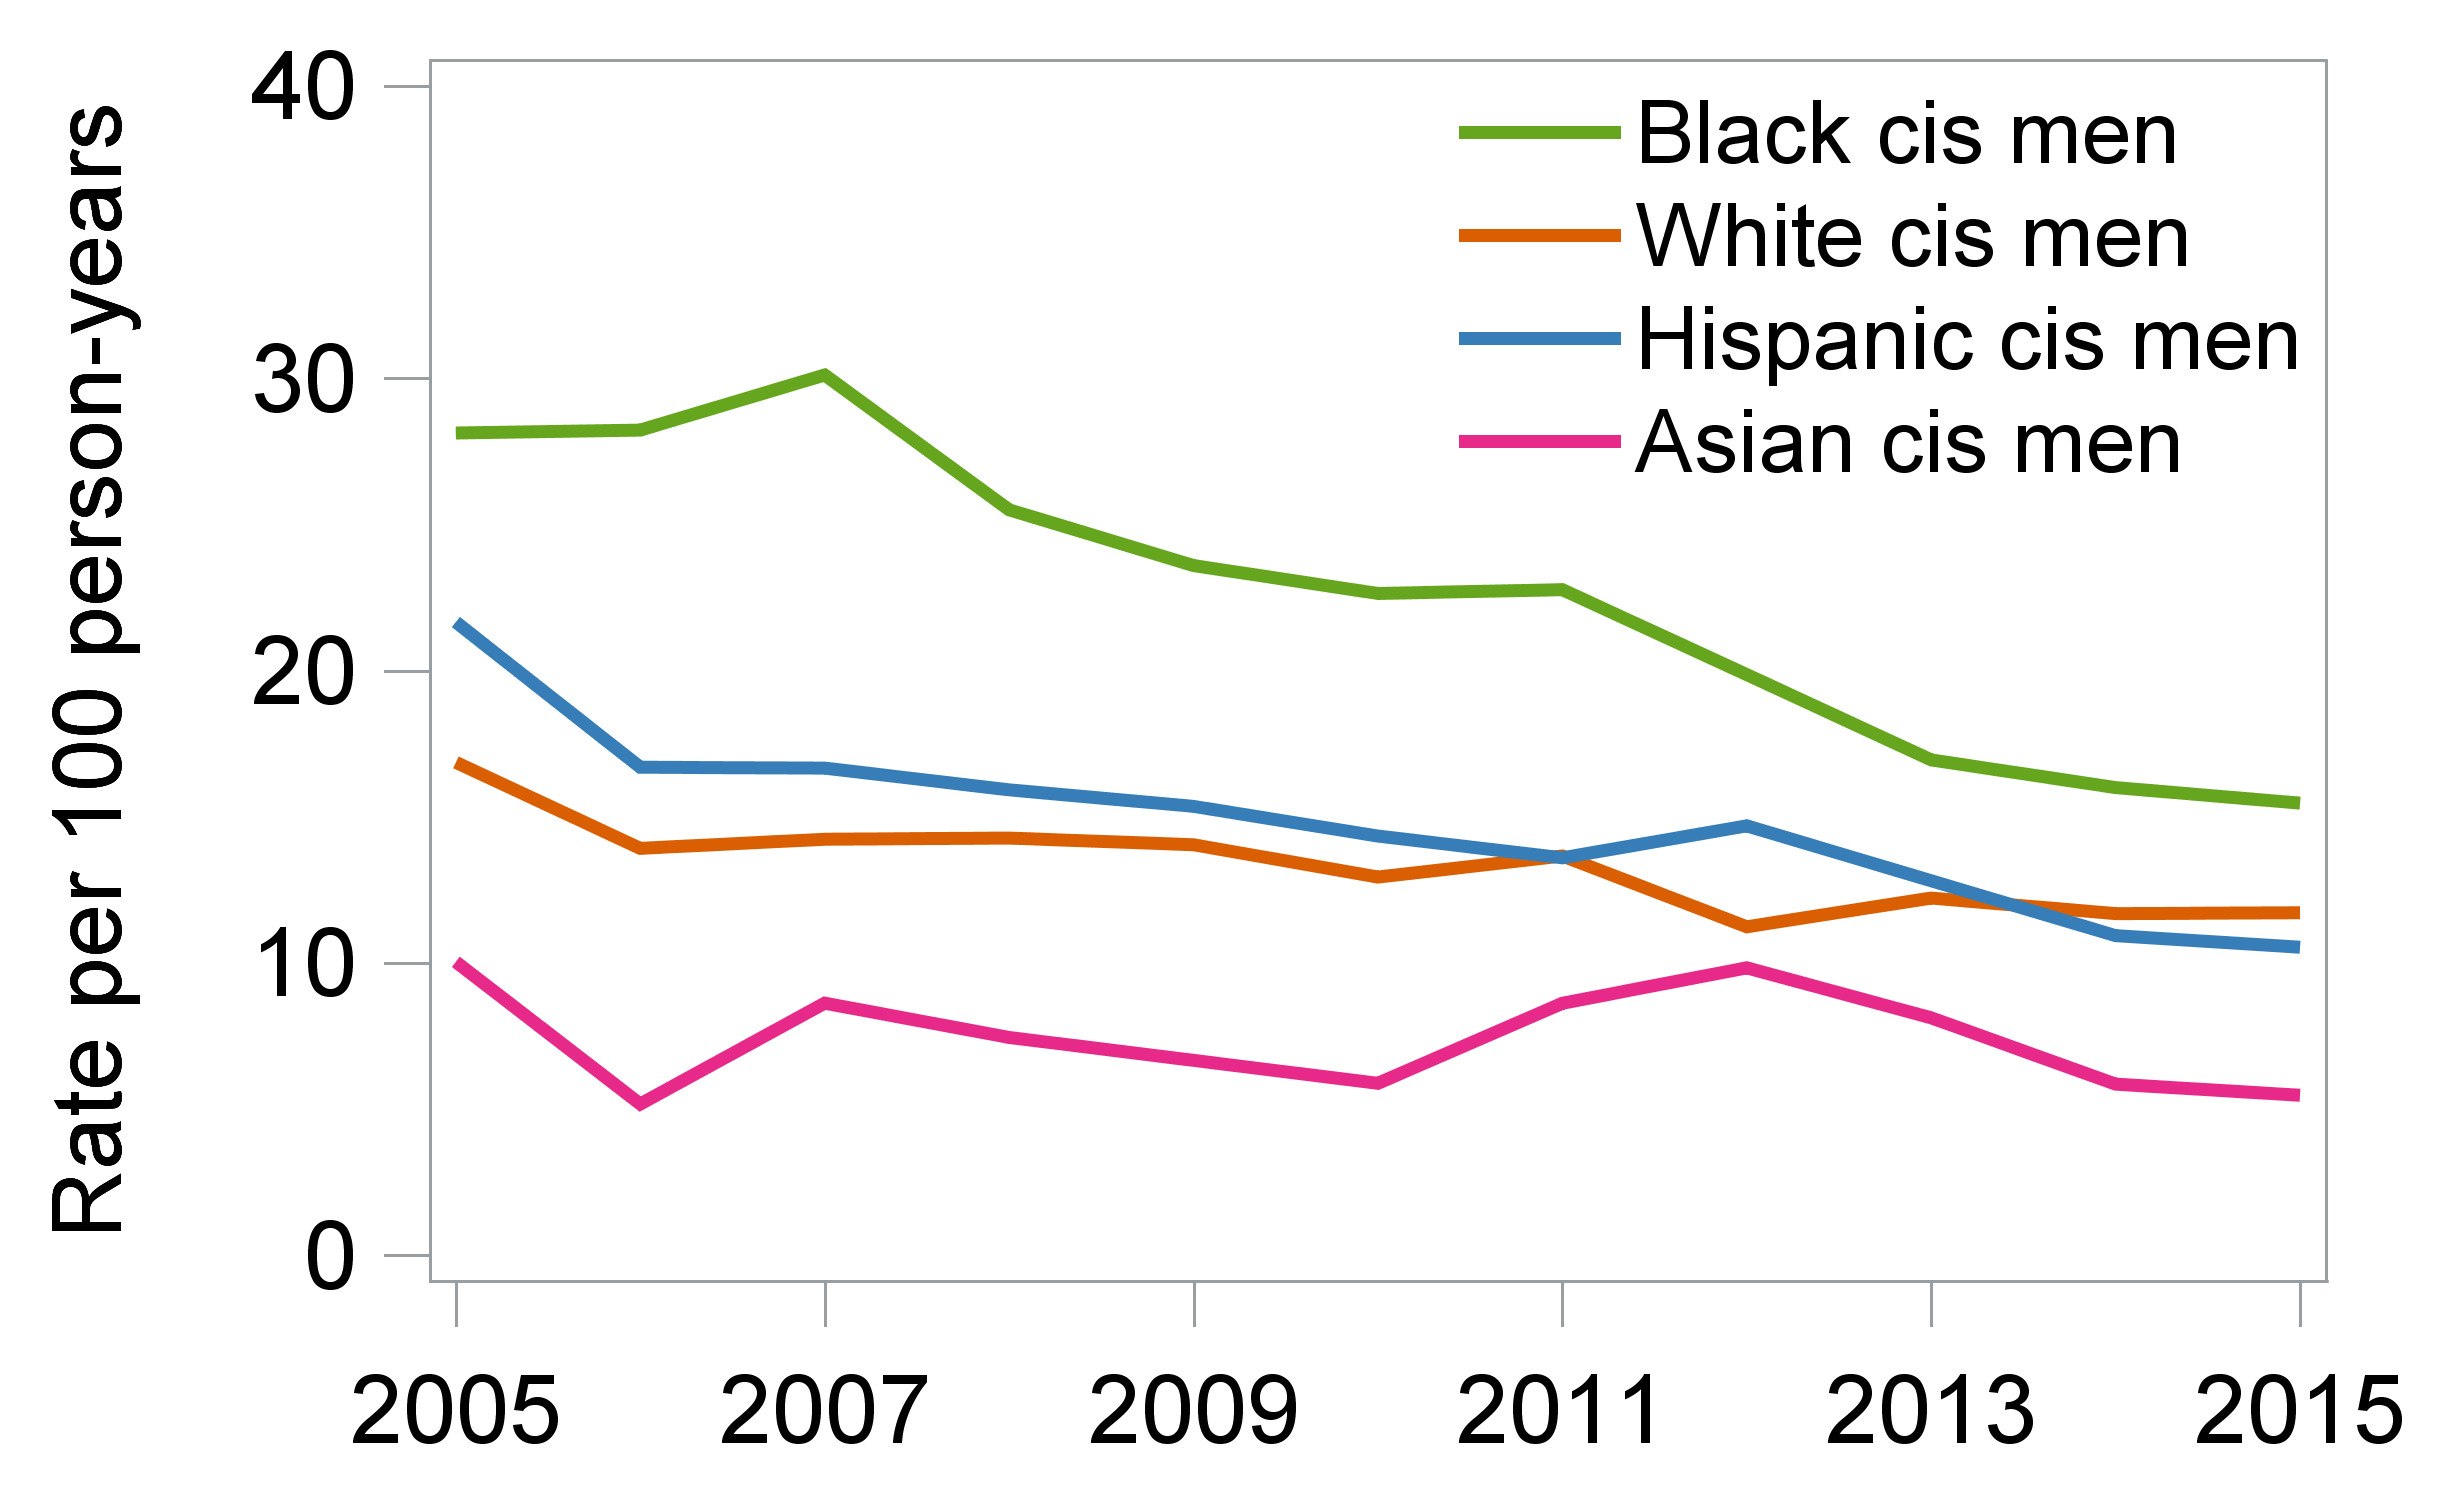 Rate per 100 person-years
40
30
20
10
0
Black cis men
White cis men
Hispanic cis men
Asian cis men
2005 2007 2009 2011 2013 2015